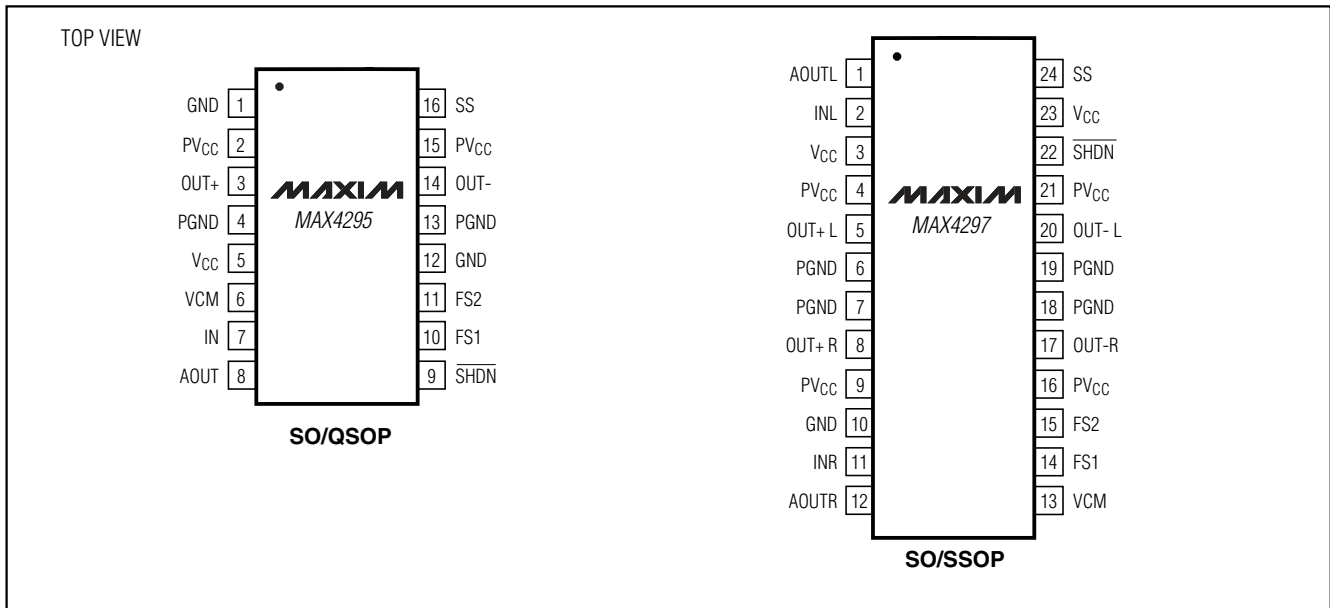 TOP VIEW
GND 1
PVCC 2
OUT+ 3
PGND 4
VCC 5
VCM 6
IN 7
AOUT 8
MAXIM
MAX4295
16 SS
15 PVCC
14 OUT-
13 PGND
12 GND
11 FS2
10 FS1
9 SHDN
SO/QSOP
AOUTL 1
INL 2
VCC 3
PVCC 4
OUT+ L 5
PGND 6
PGND 7
OUT+ R 8
PVCC 9
GND 10
INR 11
AOUTR 12
MAXIM
MAX4297
24 SS
23 VCC
22 SHDN
21 PVCC
20 OUT- L
19 PGND
18 PGND
17 OUT-R
16 PVCC
15 FS2
14 FS1
13 VCM
SO/SSOP